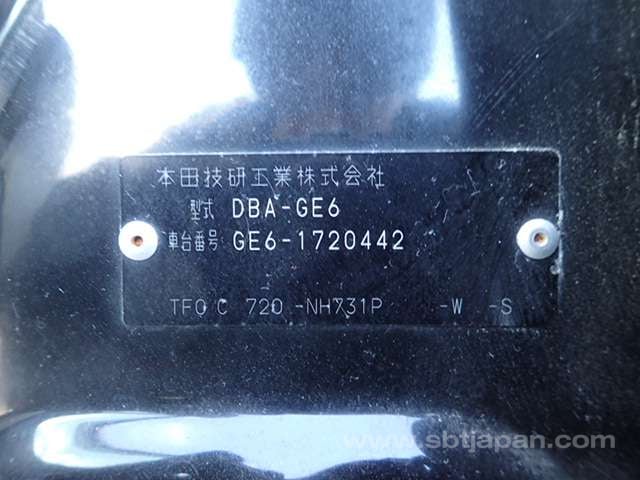 本田技研工業株式会社
型式 DBA-GE6
車台番号 GE6-1720442
TF0 C 720 -NH731P -W -S
www.sbtjapan.com